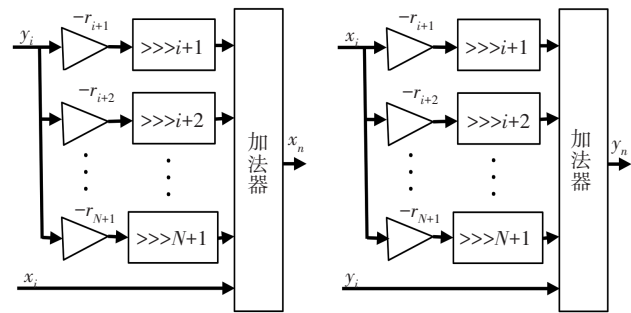 −r_{i+1}
y_i
>>>i+1
−r_{i+2}
>>>i+2
加法器
x_n
−r_{N+1}
>>>N+1
x_i
−r_{i+1}
x_i
>>>i+1
−r_{i+2}
>>>i+2
加法器
y_n
−r_{N+1}
>>>N+1
y_i